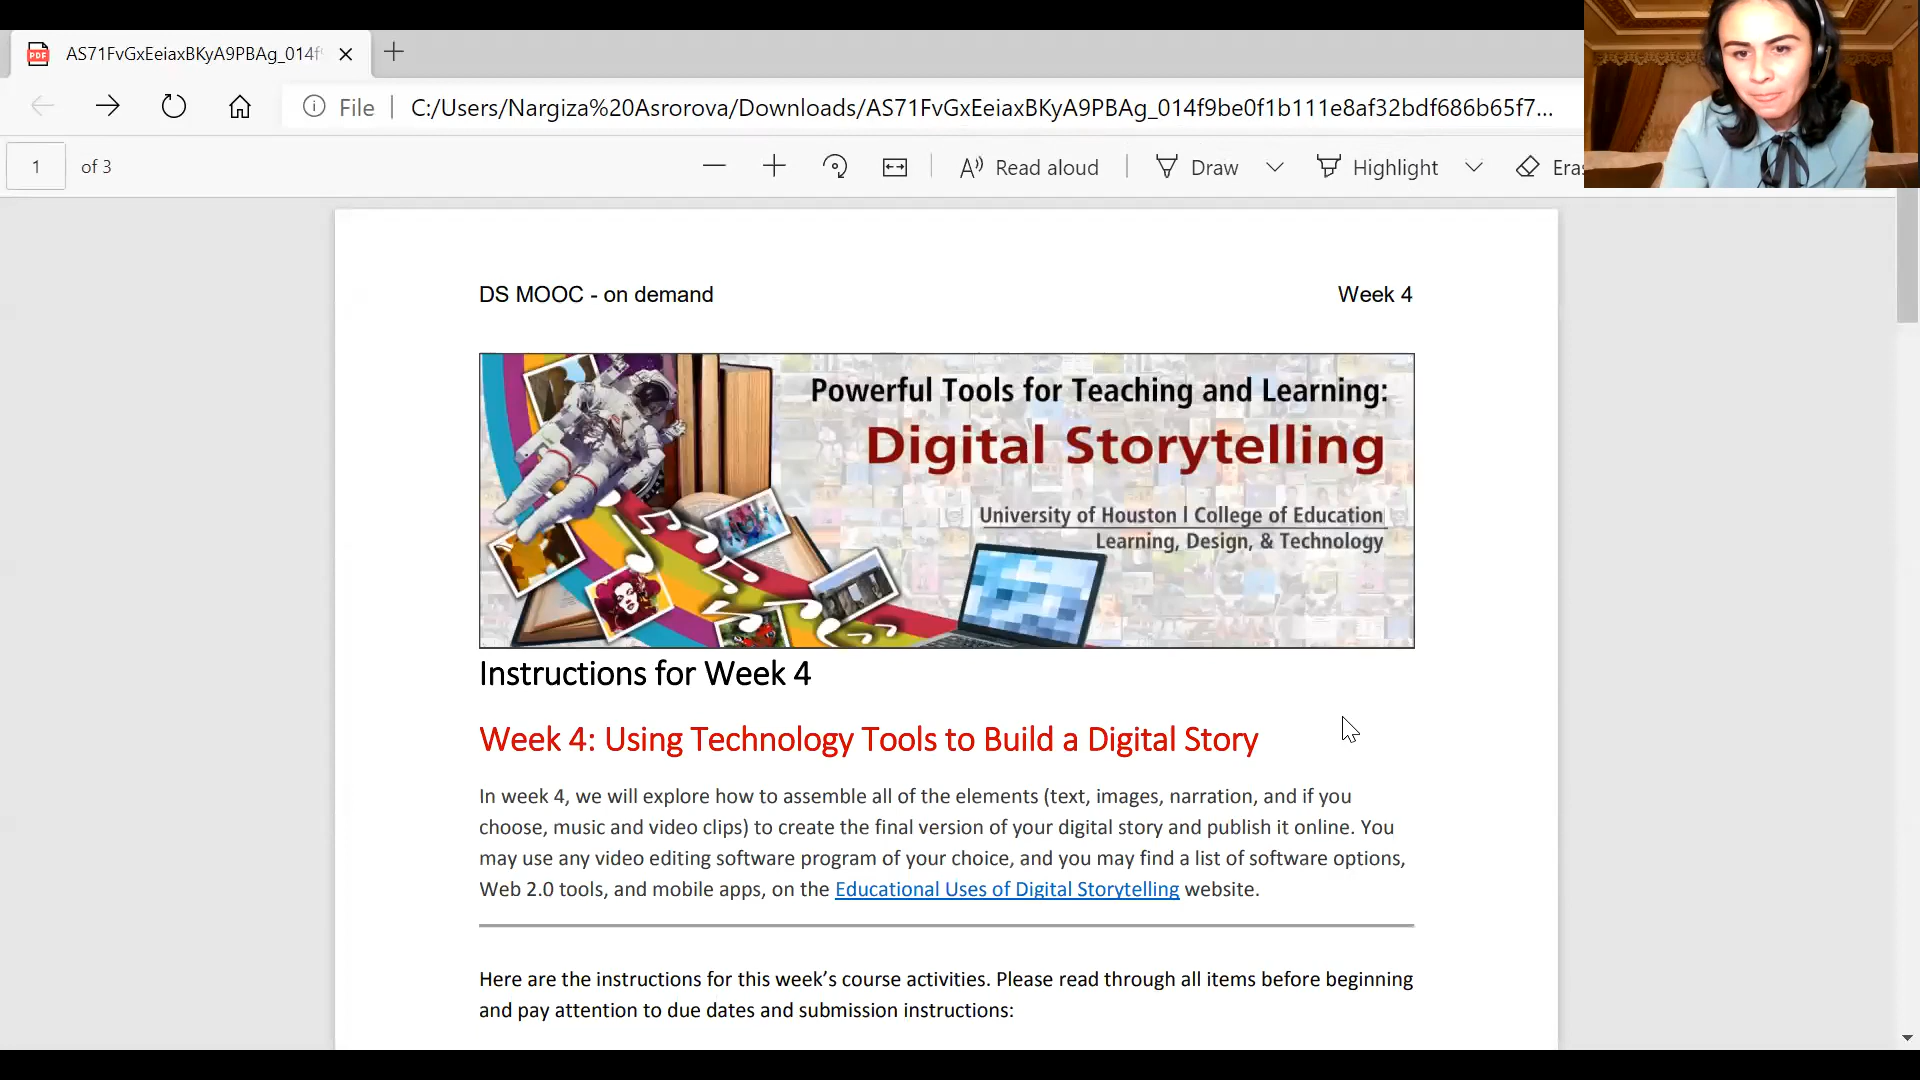 AS71FvGxEeiaxBKyA9PBAg_014f
File
C:/Users/Nargiza%20Asrorova/Downloads/AS71FvGxEeiaxBKyA9PBAg_014f9be0f1b111e8af32bdf686b65f7...
1 of 3
Read aloud
Draw
Highlight
Eras
DS MOOC - on demand
Week 4
Powerful Tools for Teaching and Learning:
Digital Storytelling
University of Houston | College of Education
Learning, Design, & Technology
Instructions for Week 4
Week 4: Using Technology Tools to Build a Digital Story
In week 4, we will explore how to assemble all of the elements (text, images, narration, and if you
choose, music and video clips) to create the final version of your digital story and publish it online. You
may use any video editing software program of your choice, and you may find a list of software options,
Web 2.0 tools, and mobile apps, on the Educational Uses of Digital Storytelling website.
Here are the instructions for this week's course activities. Please read through all items before beginning
and pay attention to due dates and submission instructions: